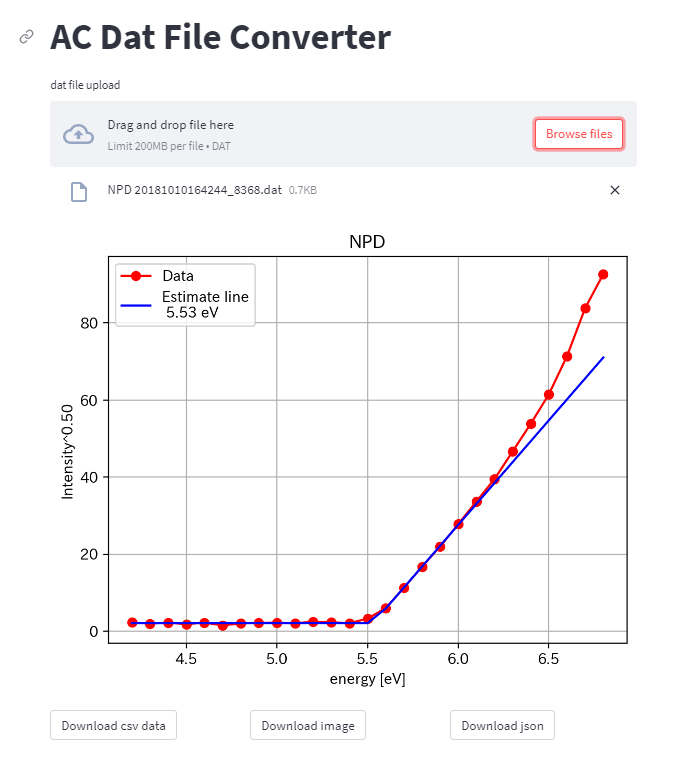 AC Dat File Converter
dat file upload
Drag and drop file here
Limit 200MB per file • DAT
Browse files
NPD 20181010164244_8368.dat 0.7KB
NPD
Data
Estimate line
5.53 eV
Intensity^0.50
80
60
40
20
0
4.5 5.0 5.5 6.0 6.5
energy [eV]
Download csv data
Download image
Download json